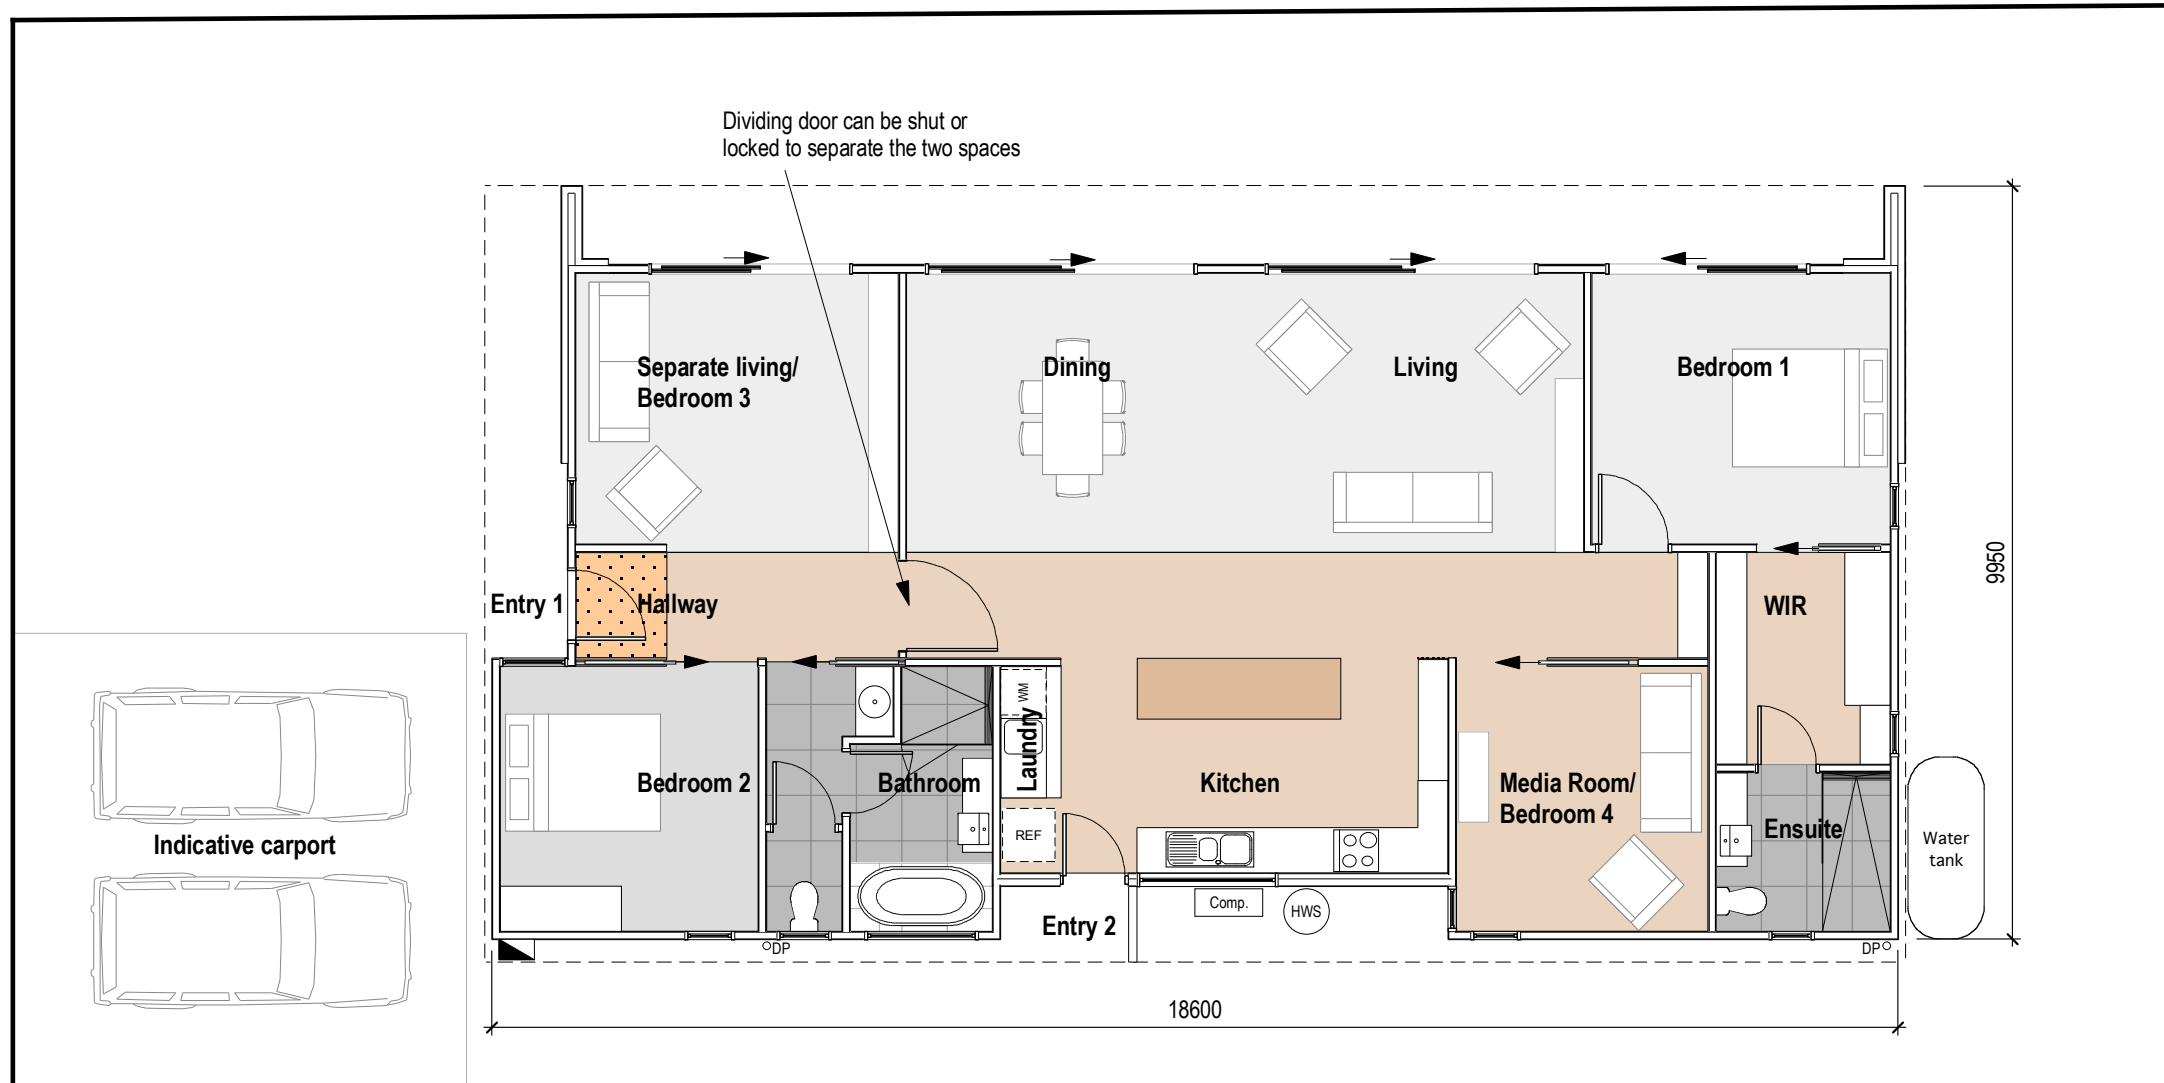 Dividing door can be shut or
locked to separate the two spaces
Separate living/
Bedroom 3
Dining
Living
Bedroom 1
9950
Entry 1
Hallway
WIR
WM
Laundry
Bedroom 2
Bathroom
Kitchen
Media Room/
Bedroom 4
REF
Ensuite
Water
tank
Indicative carport
Comp.
HWS
Entry 2
DP
DP
18600